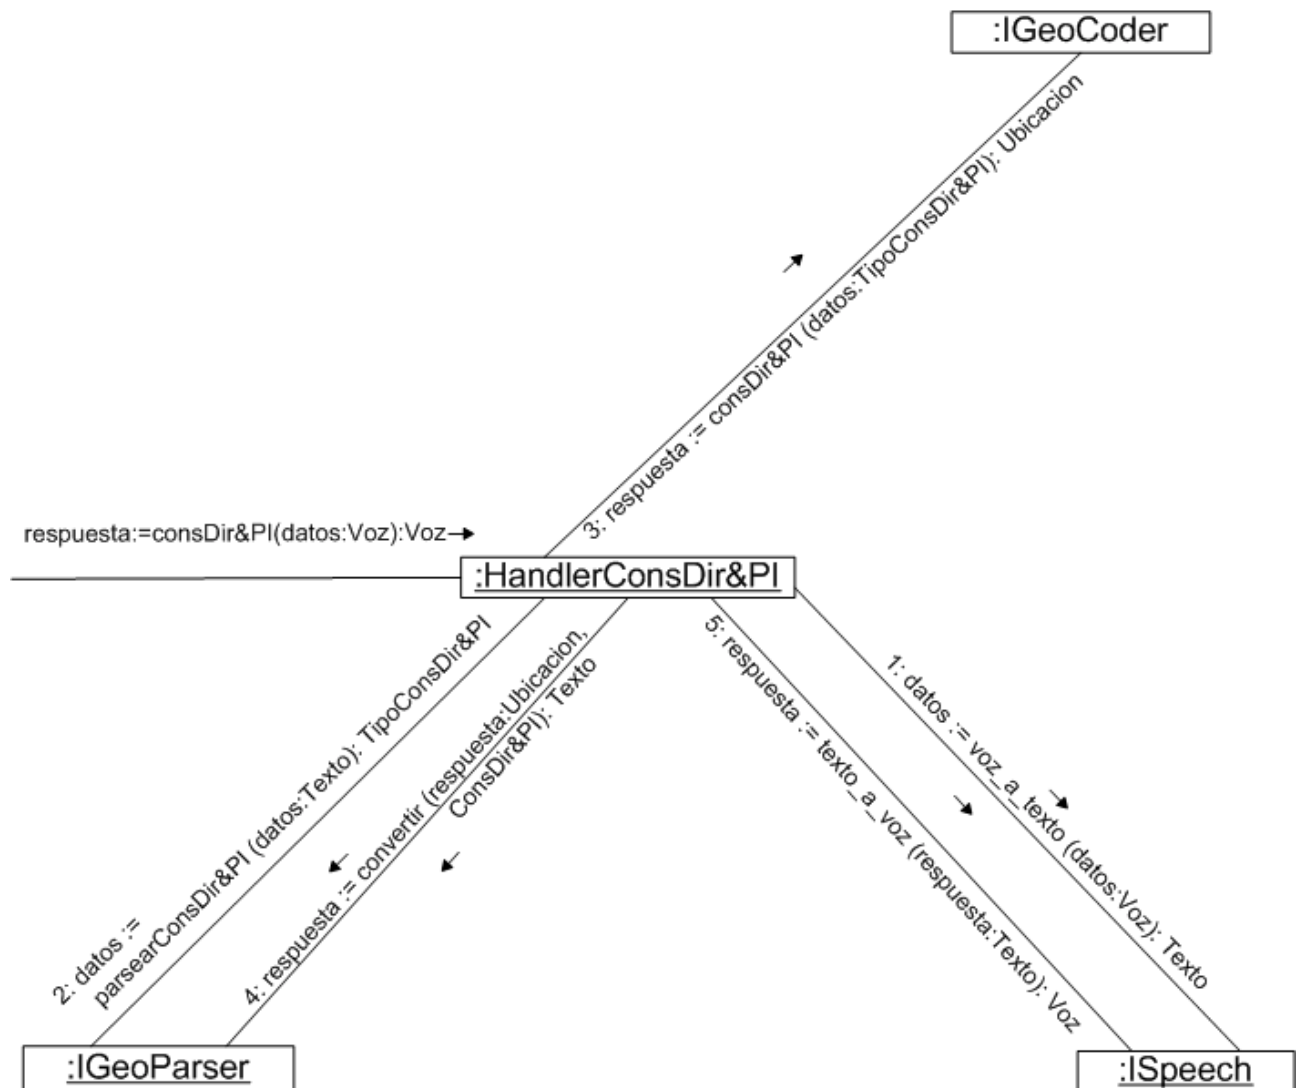 :IGeoCoder
3: respuesta := consDir&PI (datos:TipoConsDir&PI): Ubicacion
respuesta:=consDir&PI(datos:Voz):Voz
:HandlerConsDir&PI
2: datos :=
parsearConsDir&PI (datos:Texto): TipoConsDir&PI
4: respuesta := convertir (respuesta:Ubicacion,
ConsDir&PI): Texto
5: respuesta := texto_a_voz (respuesta:Texto): Voz
1: datos := voz_a_texto (datos:Voz): Texto
:IGeoParser
:ISpeech